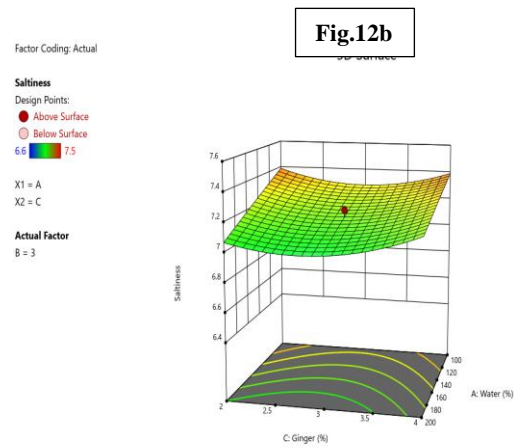 Fig.12b
Factor Coding: Actual
3D Surface
Saltiness
Design Points:
Above Surface
Below Surface
6.6 7.5
X1 = A
X2 = C
Actual Factor
B = 3
7.6
7.4
7.2
7
6.8
6.6
6.4
Saltiness
2
2.5
3
3.5
4
C: Ginger (%)
100
120
140
160
180
200
A: Water (%)